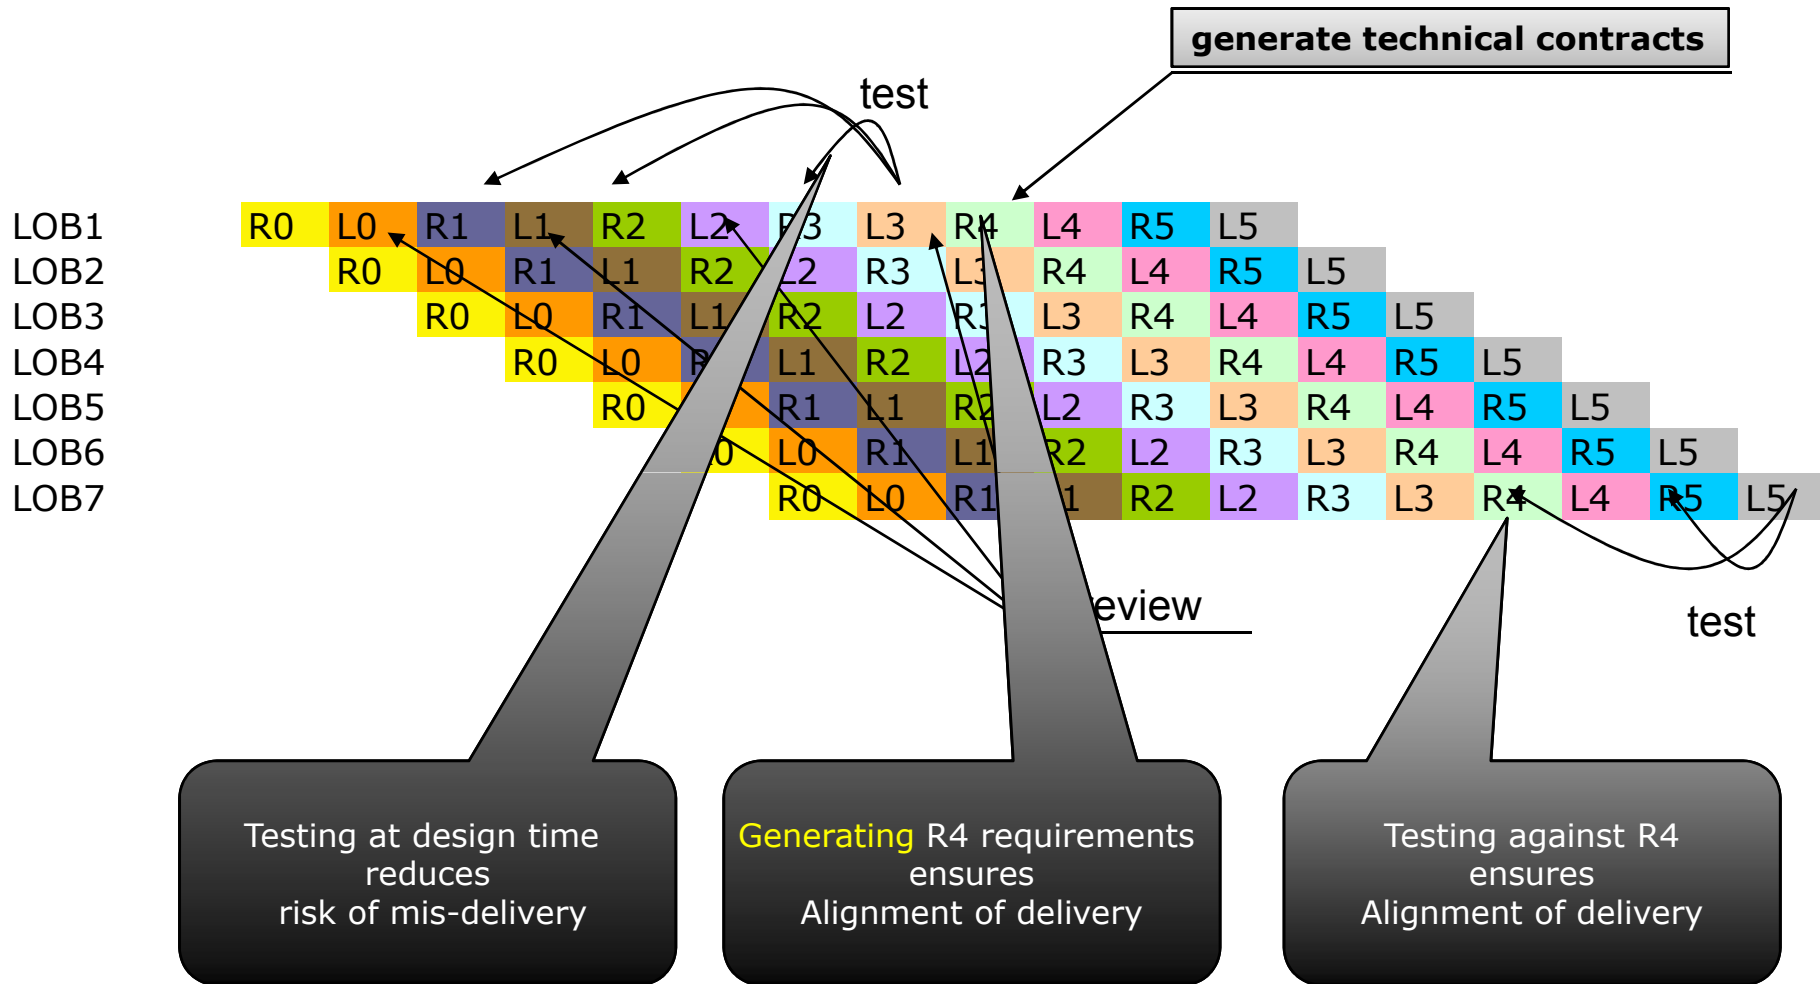 generate technical contracts
test
LOB1 R0 L0 R1 L1 R2 L2 R3 L3 R4 L4 R5 L5
LOB2 R0 L0 R1 L1 R2 L2 R3 L3 R4 L4 R5 L5
LOB3 R0 L0 R1 L1 R2 L2 R3 L3 R4 L4 R5 L5
LOB4 R0 L0 L1 R2 L2 R3 L3 R4 L4 R5 L5
LOB5 R0 R1 L1 R2 L2 R3 L3 R4 L4 R5 L5
LOB6 L0 R1 L1 R2 L2 R3 L3 R4 L4 R5 L5
LOB7 R0 L0 R1 R2 L2 R3 L3 R4 L4 R5 L5
eview
test
Testing at design time
reduces
risk of mis-delivery
Generating R4 requirements
ensures
Alignment of delivery
Testing against R4
ensures
Alignment of delivery